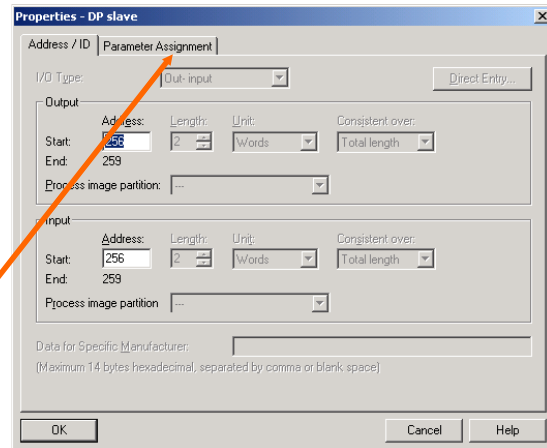 Properties - DP slave
Address / ID Parameter Assignment
I/O Type: Out- input Direct Entry...
Output
Address: Length: Unit: Consistent over:
Start: 256 2 Words Total length
End: 259
Process image partition: ---
Input
Address: Length: Unit: Consistent over:
Start: 256 2 Words Total length
End: 259
Process image partition ---
Data for Specific Manufacturer:
(Maximum 14 bytes hexadecimal, separated by comma or blank space)
OK Cancel Help